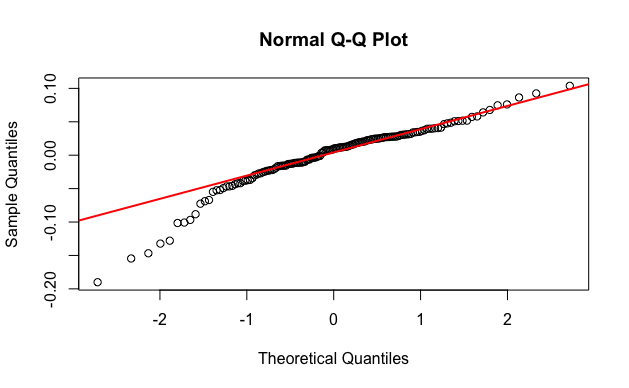 Normal Q-Q Plot
Sample Quantiles
0.10
0.00
-0.10
-0.20
-2 -1 0 1 2
Theoretical Quantiles